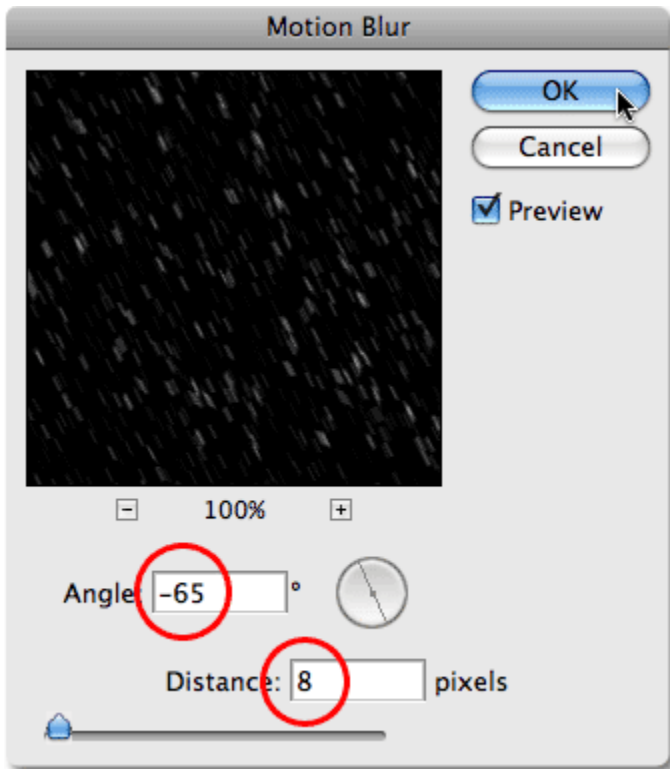 Motion Blur
OK
Cancel
Preview
− 100% +
Angle: -65 °
Distance: 8 pixels